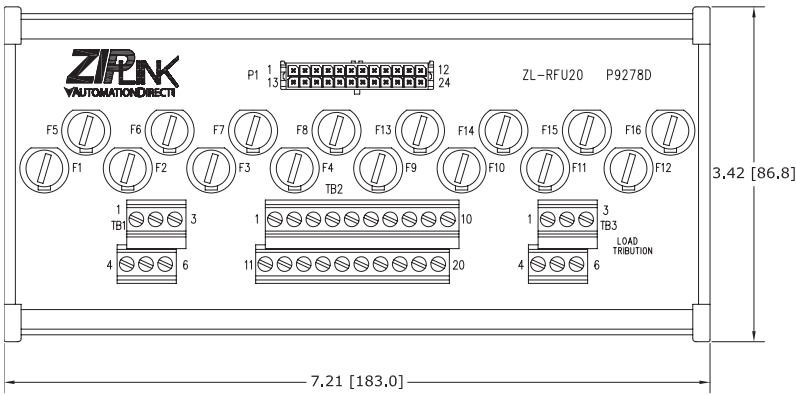 ZIPLINK
AUTOMATIONDIRECT
P1 1 12
13 24
ZL-RFU20 P9278D
F5 F6 F7 F8 F13 F14 F15 F16
F1 F2 F3 F4 F9 F10 F11 F12
TB2
1 3 1 10 1 3
TB1 TB3
LOAD
TRIBUTION
4 6 11 20 4 6
3.42 [86.8]
7.21 [183.0]